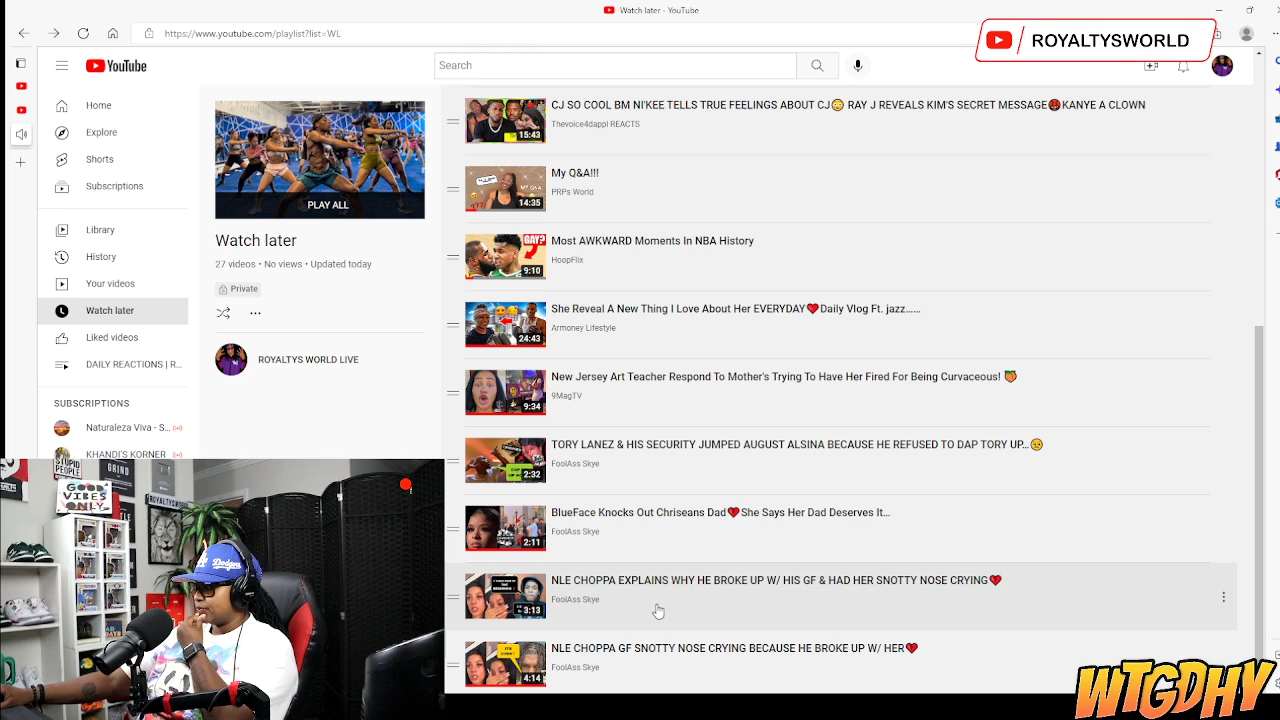 Watch later - YouTube
https://www.youtube.com/playlist?list=WL
ROYALTYSWORLD
YouTube
Search
Home
Explore
Shorts
Subscriptions
Library
History
Your videos
Watch later
Liked videos
DAILY REACTIONS | R...
SUBSCRIPTIONS
Naturaleza Viva - S...
KHANDI'S KORNER
PLAY ALL
Watch later
27 videos • No views • Updated today
Private
ROYALTYS WORLD LIVE
15:43
CJ SO COOL BM NI'KEE TELLS TRUE FEELINGS ABOUT CJ😳 RAY J REVEALS KIM'S SECRET MESSAGE🤬KANYE A CLOWN
Thevoice4dappl REACTS
MY Q&A
14:35
My Q&A!!!
PRPs World
GAY?
9:10
Most AWKWARD Moments In NBA History
HoopFlix
24:43
She Reveal A New Thing I Love About Her EVERYDAY❤️Daily Vlog Ft. jazz......
Armoney Lifestyle
9:34
New Jersey Art Teacher Respond To Mother's Trying To Have Her Fired For Being Curvaceous! 🍑
9MagTV
2:32
TORY LANEZ & HIS SECURITY JUMPED AUGUST ALSINA BECAUSE HE REFUSED TO DAP TORY UP...😕
FoolAss Skye
2:11
BlueFace Knocks Out Chriseans Dad💔She Says Her Dad Deserves It...
FoolAss Skye
3:13
NLE CHOPPA EXPLAINS WHY HE BROKE UP W/ HIS GF & HAD HER SNOTTY NOSE CRYING💔
FoolAss Skye
4:14
NLE CHOPPA GF SNOTTY NOSE CRYING BECAUSE HE BROKE UP W/ HER💔
FoolAss Skye
STUPID
PEOPLE
GRIND
GOOD
VIBES
ONLY
ROYALTYSWORLD
WTGDHY